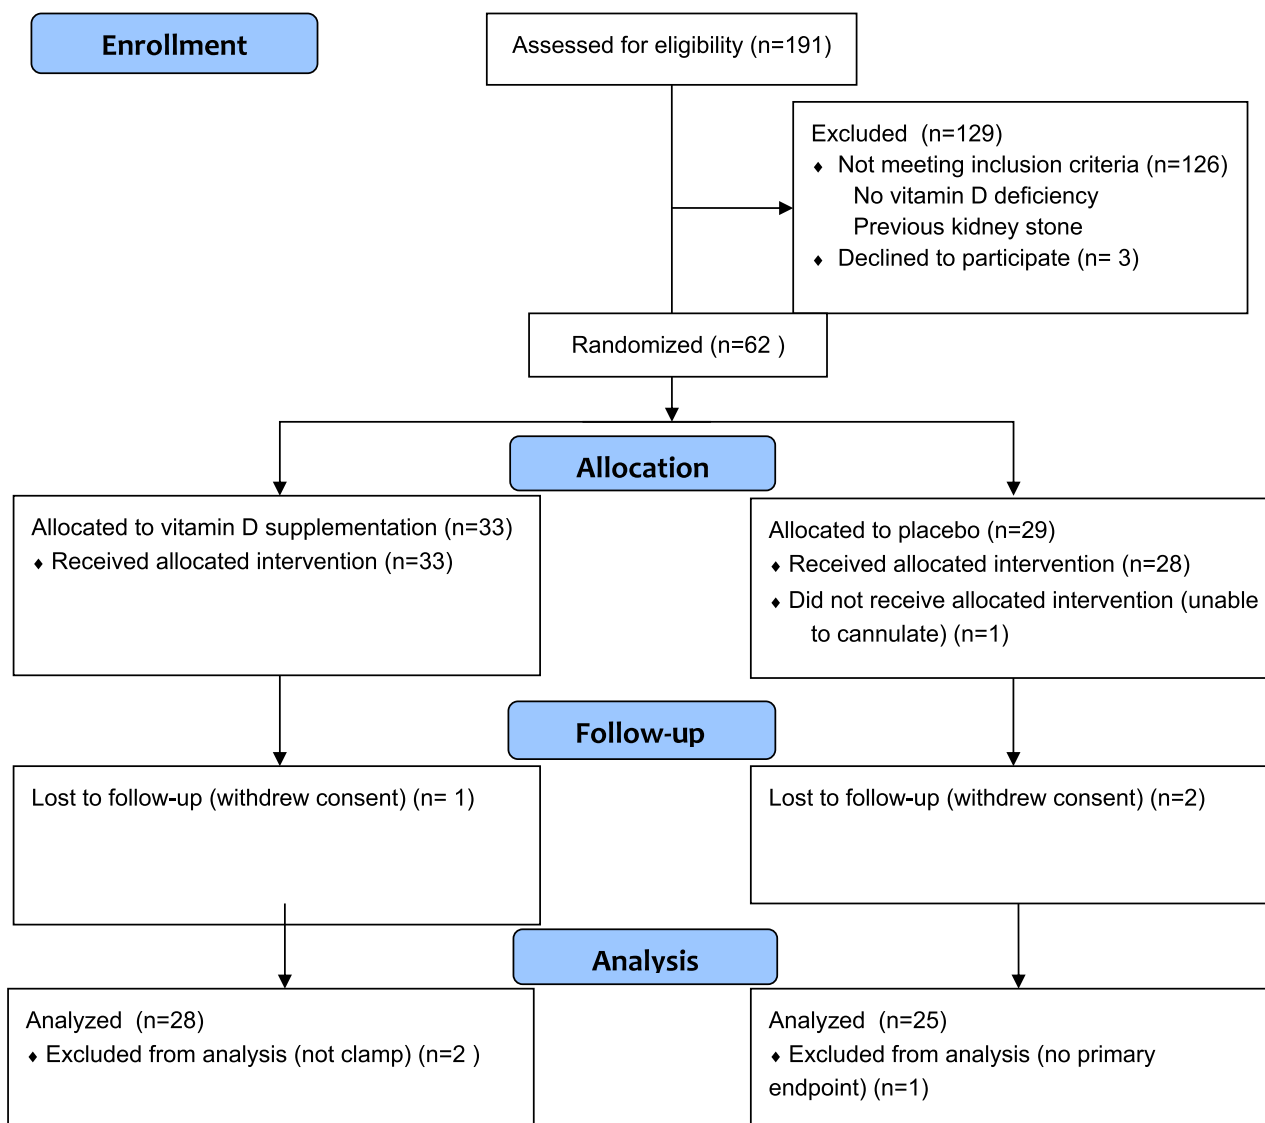 Enrollment
Assessed for eligibility (n=191)
Excluded  (n=129)
♦ Not meeting inclusion criteria (n=126)
No vitamin D deficiency
Previous kidney stone
♦ Declined to participate (n= 3)
Randomized (n=62 )
Allocation
Allocated to vitamin D supplementation (n=33)
♦ Received allocated intervention (n=33)
Allocated to placebo (n=29)
♦ Received allocated intervention (n=28)
♦ Did not receive allocated intervention (unable
to cannulate) (n=1)
Follow-up
Lost to follow-up (withdrew consent) (n= 1)
Lost to follow-up (withdrew consent) (n=2)
Analysis
Analyzed  (n=28)
♦ Excluded from analysis (not clamp) (n=2 )
Analyzed  (n=25)
♦ Excluded from analysis (no primary
endpoint) (n=1)